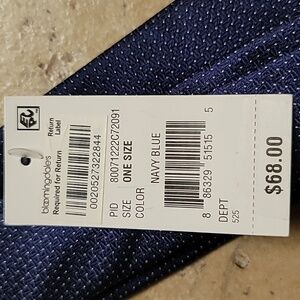 Return
Label
bloomingdale's
Required for Return
0020527322844
PID 80071222C72091
SIZE ONE SIZE
COLOR NAVY BLUE
8 86329 51515 5
DEPT
525
$68.00